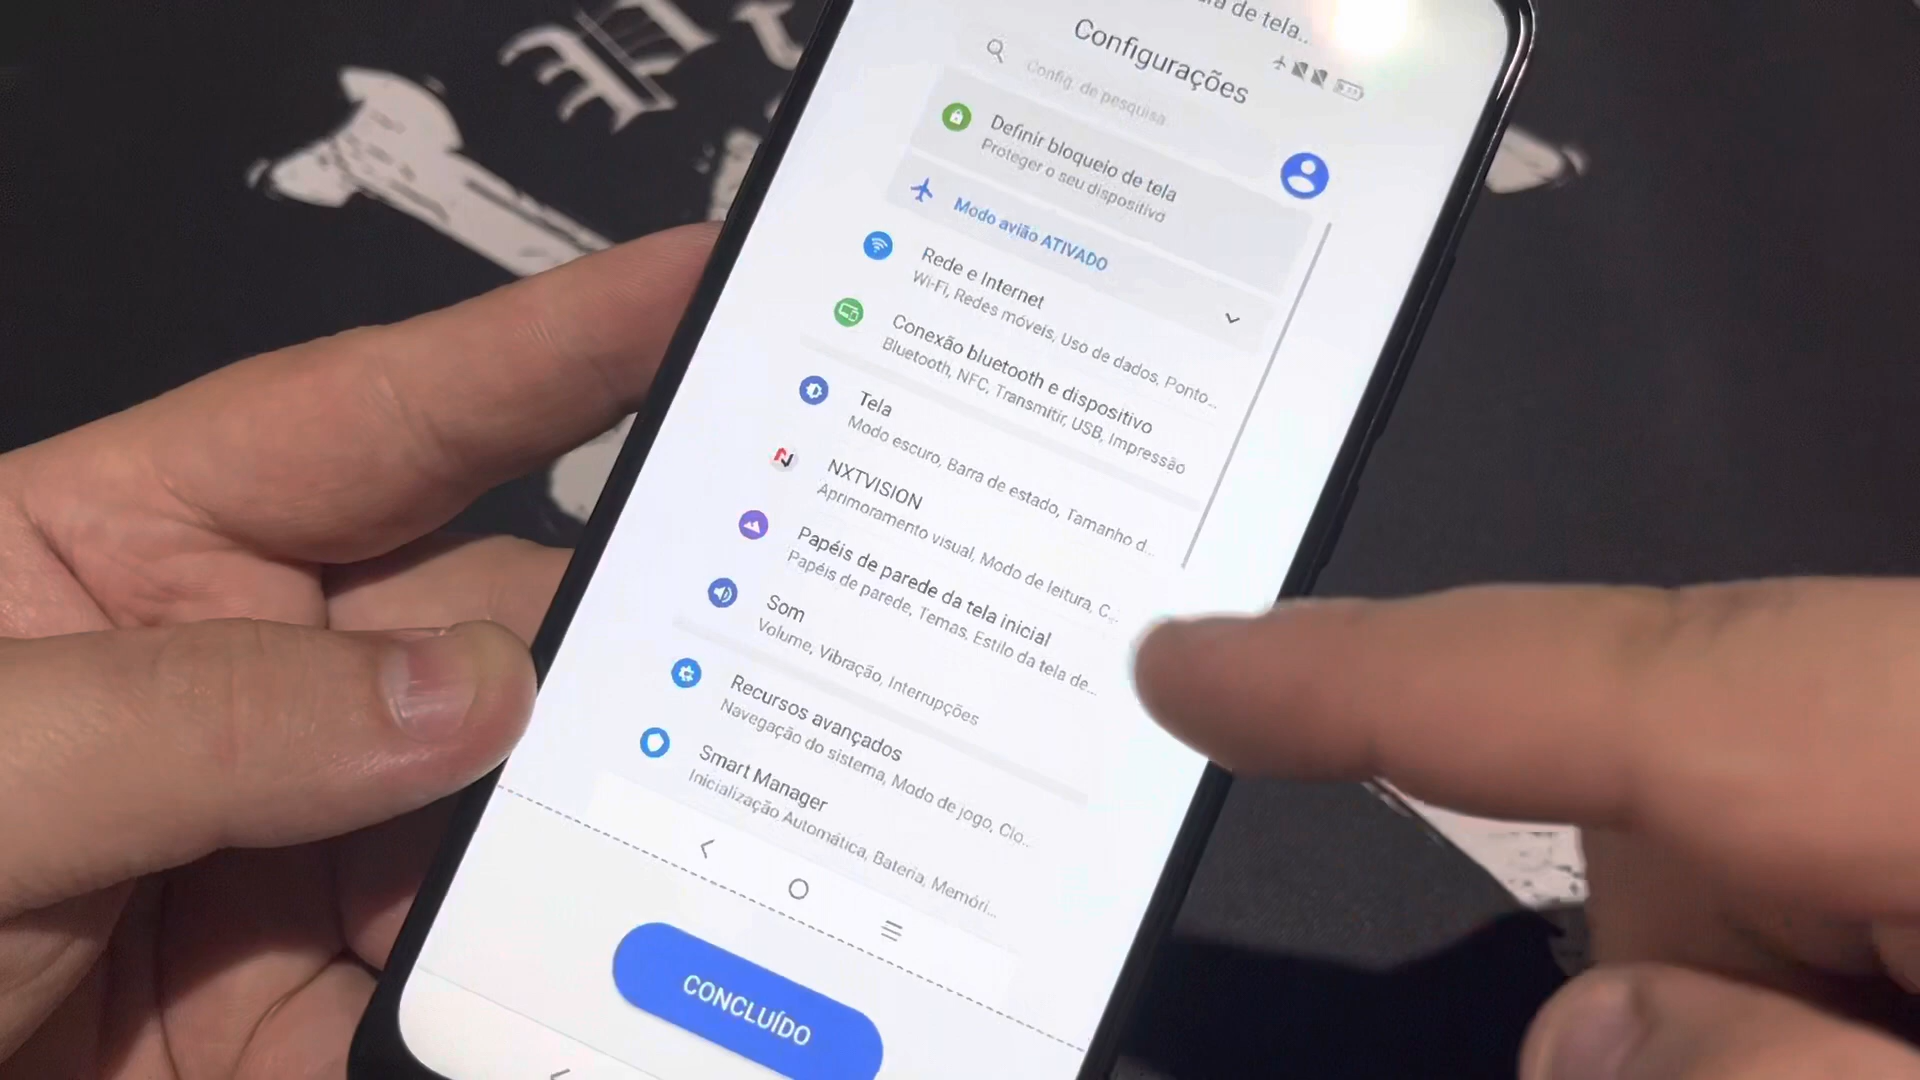 de tela..
Configurações
Config. de pesquisa
Definir bloqueio de tela
Proteger o seu dispositivo
Modo avião ATIVADO
Rede e Internet
Wi-Fi, Redes móveis, Uso de dados, Ponto...
Conexão bluetooth e dispositivo
Bluetooth, NFC, Transmitir, USB, Impressão
Tela
Modo escuro, Barra de estado, Tamanho d...
NXTVISION
Aprimoramento visual, Modo de leitura, C...
Papéis de parede da tela inicial
Papéis de parede, Temas, Estilo da tela de...
Som
Volume, Vibração, Interrupções
Recursos avançados
Navegação do sistema, Modo de jogo, Clo...
Smart Manager
Inicialização Automática, Bateria, Memóri...
CONCLUÍDO